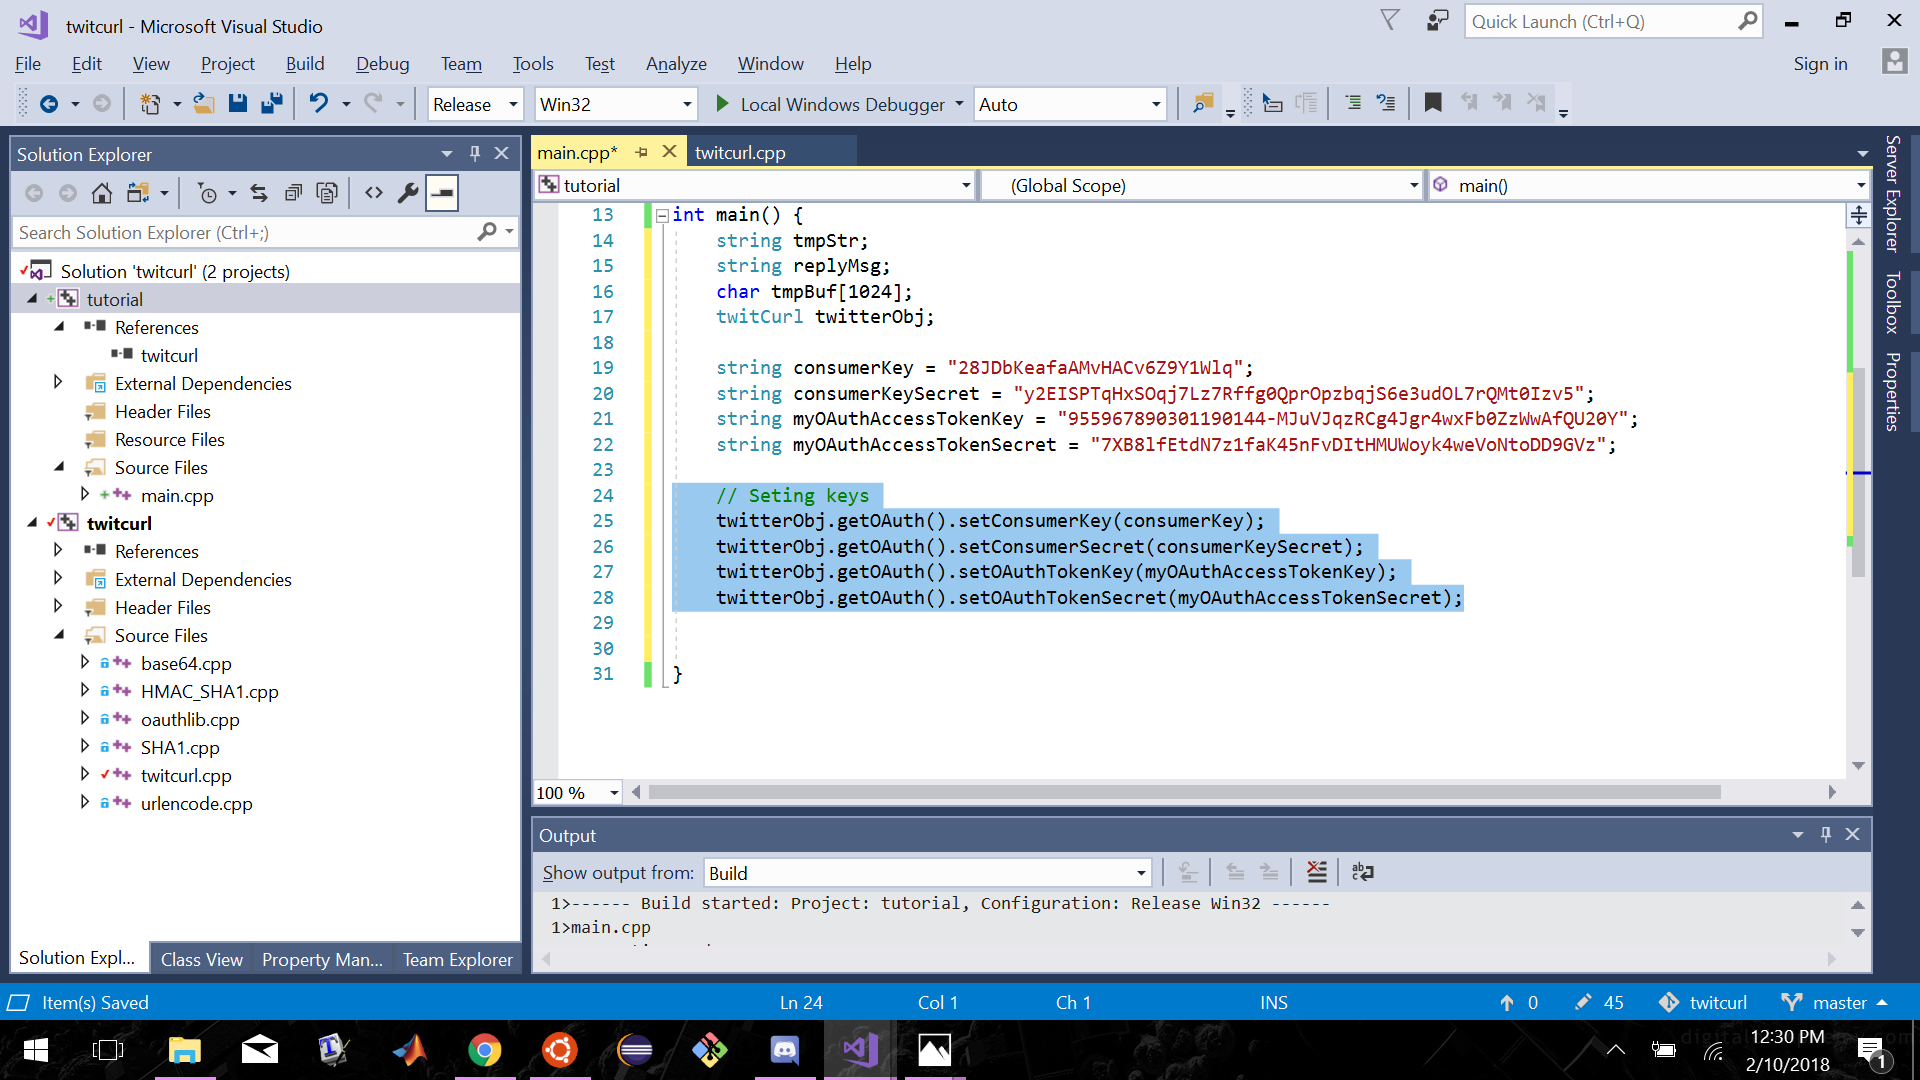 twitcurl - Microsoft Visual Studio
Quick Launch (Ctrl+Q)
File Edit View Project Build Debug Team Tools Test Analyze Window Help
Sign in
Release Win32 Local Windows Debugger Auto
Solution Explorer
Search Solution Explorer (Ctrl+;)
Solution 'twitcurl' (2 projects)
tutorial
References
twitcurl
External Dependencies
Header Files
Resource Files
Source Files
main.cpp
twitcurl
References
External Dependencies
Header Files
Source Files
base64.cpp
HMAC_SHA1.cpp
oauthlib.cpp
SHA1.cpp
twitcurl.cpp
urlencode.cpp
Solution Expl... Class View Property Man... Team Explorer
main.cpp* twitcurl.cpp
tutorial (Global Scope) main()
13 int main() {
14 string tmpStr;
15 string replyMsg;
16 char tmpBuf[1024];
17 twitCurl twitterObj;
18
19 string consumerKey = "28JDbKeafaAMvHACv6Z9Y1Wlq";
20 string consumerKeySecret = "y2EISPTqHxSOqj7Lz7Rffg0QprOpzbqjS6e3udOL7rQMt0Izv5";
21 string myOAuthAccessTokenKey = "955967890301190144-MJuVJqzRCg4Jgr4wxFb0ZzWwAfQU20Y";
22 string myOAuthAccessTokenSecret = "7XB8lfEtdN7z1faK45nFvDItHMUWoyk4weVoNtoDD9GVz";
23
24 // Seting keys
25 twitterObj.getOAuth().setConsumerKey(consumerKey);
26 twitterObj.getOAuth().setConsumerSecret(consumerKeySecret);
27 twitterObj.getOAuth().setOAuthTokenKey(myOAuthAccessTokenKey);
28 twitterObj.getOAuth().setOAuthTokenSecret(myOAuthAccessTokenSecret);
29
30
31 }
100 %
Server Explorer
Toolbox
Properties
Output
Show output from: Build
1>------ Build started: Project: tutorial, Configuration: Release Win32 ------
1>main.cpp
Item(s) Saved Ln 24 Col 1 Ch 1 INS 0 45 twitcurl master
12:30 PM
2/10/2018
1